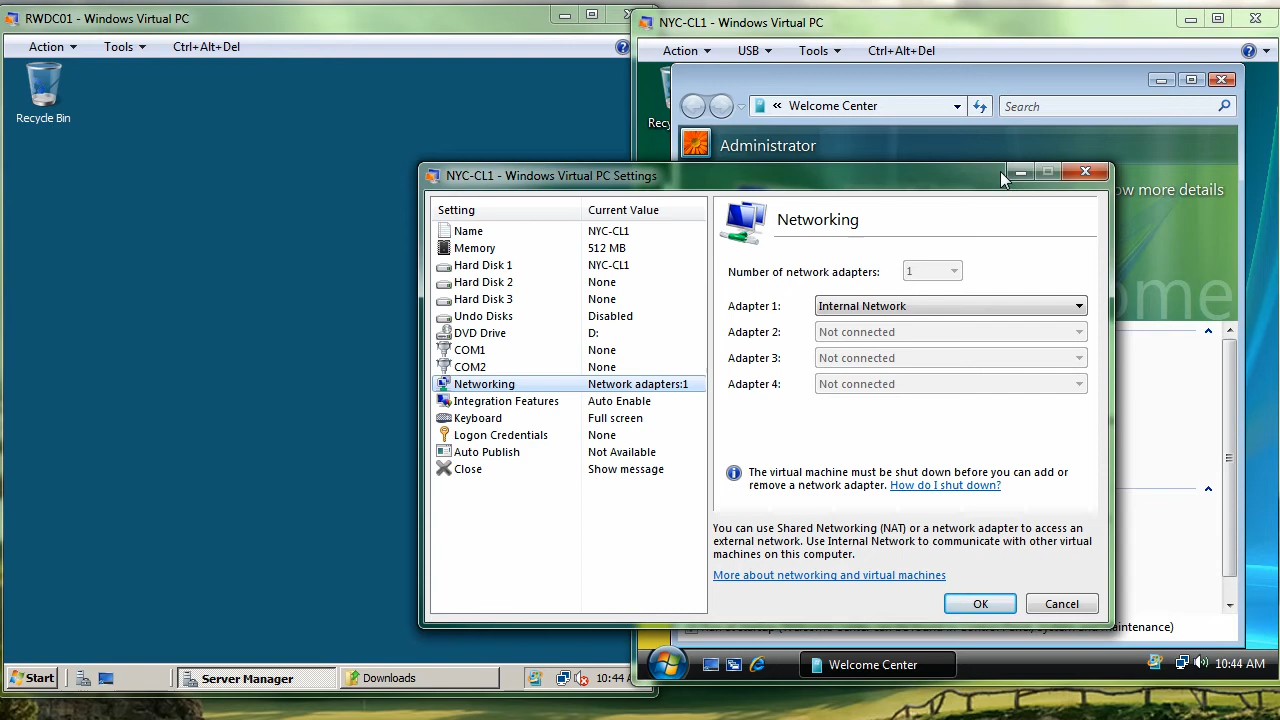 RWDC01 - Windows Virtual PC
Action
Tools
Ctrl+Alt+Del
Recycle Bin
NYC-CL1 - Windows Virtual PC
Action
USB
Tools
Ctrl+Alt+Del
« Welcome Center
Search
Recy
Administrator
ow more details
ome
NYC-CL1 - Windows Virtual PC Settings
Setting Current Value
Name NYC-CL1
Memory 512 MB
Hard Disk 1 NYC-CL1
Hard Disk 2 None
Hard Disk 3 None
Undo Disks Disabled
DVD Drive D:
COM1 None
COM2 None
Networking Network adapters:1
Integration Features Auto Enable
Keyboard Full screen
Logon Credentials None
Auto Publish Not Available
Close Show message
Networking
Number of network adapters: 1
Adapter 1: Internal Network
Adapter 2: Not connected
Adapter 3: Not connected
Adapter 4: Not connected
The virtual machine must be shut down before you can add or
remove a network adapter. How do I shut down?
You can use Shared Networking (NAT) or a network adapter to access an
external network. Use Internal Network to communicate with other virtual
machines on this computer.
More about networking and virtual machines
OK
Cancel
Start
Server Manager
Downloads
10:44
Welcome Center
10:44 AM